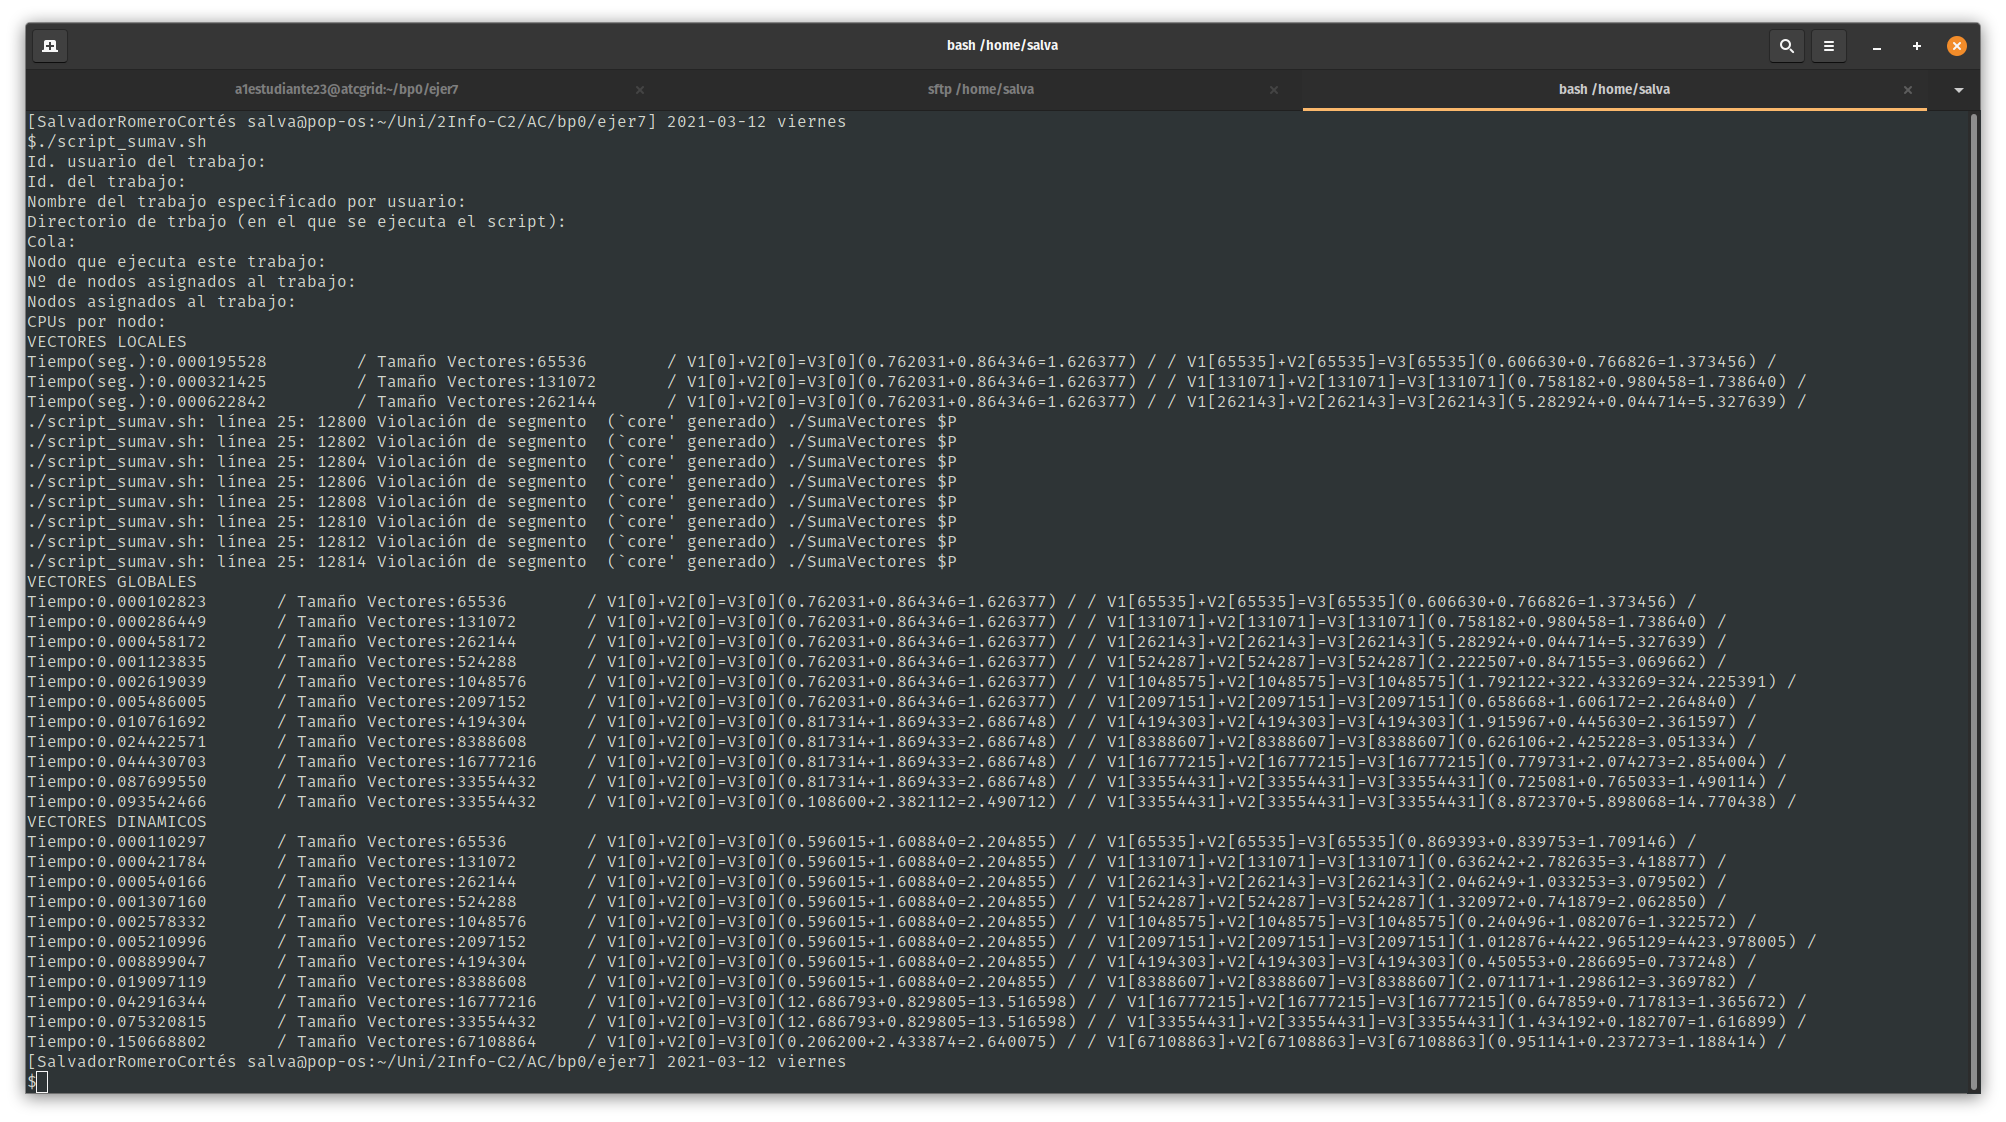 bash /home/salva
a1estudiante23@atcgrid:~/bp0/ejer7
sftp /home/salva
bash /home/salva
[SalvadorRomeroCortés salva@pop-os:~/Uni/2Info-C2/AC/bp0/ejer7] 2021-03-12 viernes
$./script_sumav.sh
Id. usuario del trabajo:
Id. del trabajo:
Nombre del trabajo especificado por usuario:
Directorio de trbajo (en el que se ejecuta el script):
Cola:
Nodo que ejecuta este trabajo:
Nº de nodos asignados al trabajo:
Nodos asignados al trabajo:
CPUs por nodo:
VECTORES LOCALES
Tiempo(seg.):0.000195528 / Tamaño Vectores:65536 / V1[0]+V2[0]=V3[0](0.762031+0.864346=1.626377) / / V1[65535]+V2[65535]=V3[65535](0.606630+0.766826=1.373456) /
Tiempo(seg.):0.000321425 / Tamaño Vectores:131072 / V1[0]+V2[0]=V3[0](0.762031+0.864346=1.626377) / / V1[131071]+V2[131071]=V3[131071](0.758182+0.980458=1.738640) /
Tiempo(seg.):0.000622842 / Tamaño Vectores:262144 / V1[0]+V2[0]=V3[0](0.762031+0.864346=1.626377) / / V1[262143]+V2[262143]=V3[262143](5.282924+0.044714=5.327639) /
./script_sumav.sh: línea 25: 12800 Violación de segmento (`core' generado) ./SumaVectores $P
./script_sumav.sh: línea 25: 12802 Violación de segmento (`core' generado) ./SumaVectores $P
./script_sumav.sh: línea 25: 12804 Violación de segmento (`core' generado) ./SumaVectores $P
./script_sumav.sh: línea 25: 12806 Violación de segmento (`core' generado) ./SumaVectores $P
./script_sumav.sh: línea 25: 12808 Violación de segmento (`core' generado) ./SumaVectores $P
./script_sumav.sh: línea 25: 12810 Violación de segmento (`core' generado) ./SumaVectores $P
./script_sumav.sh: línea 25: 12812 Violación de segmento (`core' generado) ./SumaVectores $P
./script_sumav.sh: línea 25: 12814 Violación de segmento (`core' generado) ./SumaVectores $P
VECTORES GLOBALES
Tiempo:0.000102823 / Tamaño Vectores:65536 / V1[0]+V2[0]=V3[0](0.762031+0.864346=1.626377) / / V1[65535]+V2[65535]=V3[65535](0.606630+0.766826=1.373456) /
Tiempo:0.000286449 / Tamaño Vectores:131072 / V1[0]+V2[0]=V3[0](0.762031+0.864346=1.626377) / / V1[131071]+V2[131071]=V3[131071](0.758182+0.980458=1.738640) /
Tiempo:0.000458172 / Tamaño Vectores:262144 / V1[0]+V2[0]=V3[0](0.762031+0.864346=1.626377) / / V1[262143]+V2[262143]=V3[262143](5.282924+0.044714=5.327639) /
Tiempo:0.001123835 / Tamaño Vectores:524288 / V1[0]+V2[0]=V3[0](0.762031+0.864346=1.626377) / / V1[524287]+V2[524287]=V3[524287](2.222507+0.847155=3.069662) /
Tiempo:0.002619039 / Tamaño Vectores:1048576 / V1[0]+V2[0]=V3[0](0.762031+0.864346=1.626377) / / V1[1048575]+V2[1048575]=V3[1048575](1.792122+322.433269=324.225391) /
Tiempo:0.005486005 / Tamaño Vectores:2097152 / V1[0]+V2[0]=V3[0](0.762031+0.864346=1.626377) / / V1[2097151]+V2[2097151]=V3[2097151](0.658668+1.606172=2.264840) /
Tiempo:0.010761692 / Tamaño Vectores:4194304 / V1[0]+V2[0]=V3[0](0.817314+1.869433=2.686748) / / V1[4194303]+V2[4194303]=V3[4194303](1.915967+0.445630=2.361597) /
Tiempo:0.024422571 / Tamaño Vectores:8388608 / V1[0]+V2[0]=V3[0](0.817314+1.869433=2.686748) / / V1[8388607]+V2[8388607]=V3[8388607](0.626106+2.425228=3.051334) /
Tiempo:0.044430703 / Tamaño Vectores:16777216 / V1[0]+V2[0]=V3[0](0.817314+1.869433=2.686748) / / V1[16777215]+V2[16777215]=V3[16777215](0.779731+2.074273=2.854004) /
Tiempo:0.087699550 / Tamaño Vectores:33554432 / V1[0]+V2[0]=V3[0](0.817314+1.869433=2.686748) / / V1[33554431]+V2[33554431]=V3[33554431](0.725081+0.765033=1.490114) /
Tiempo:0.093542466 / Tamaño Vectores:33554432 / V1[0]+V2[0]=V3[0](0.108600+2.382112=2.490712) / / V1[33554431]+V2[33554431]=V3[33554431](8.872370+5.898068=14.770438) /
VECTORES DINAMICOS
Tiempo:0.000110297 / Tamaño Vectores:65536 / V1[0]+V2[0]=V3[0](0.596015+1.608840=2.204855) / / V1[65535]+V2[65535]=V3[65535](0.869393+0.839753=1.709146) /
Tiempo:0.000421784 / Tamaño Vectores:131072 / V1[0]+V2[0]=V3[0](0.596015+1.608840=2.204855) / / V1[131071]+V2[131071]=V3[131071](0.636242+2.782635=3.418877) /
Tiempo:0.000540166 / Tamaño Vectores:262144 / V1[0]+V2[0]=V3[0](0.596015+1.608840=2.204855) / / V1[262143]+V2[262143]=V3[262143](2.046249+1.033253=3.079502) /
Tiempo:0.001307160 / Tamaño Vectores:524288 / V1[0]+V2[0]=V3[0](0.596015+1.608840=2.204855) / / V1[524287]+V2[524287]=V3[524287](1.320972+0.741879=2.062850) /
Tiempo:0.002578332 / Tamaño Vectores:1048576 / V1[0]+V2[0]=V3[0](0.596015+1.608840=2.204855) / / V1[1048575]+V2[1048575]=V3[1048575](0.240496+1.082076=1.322572) /
Tiempo:0.005210996 / Tamaño Vectores:2097152 / V1[0]+V2[0]=V3[0](0.596015+1.608840=2.204855) / / V1[2097151]+V2[2097151]=V3[2097151](1.012876+4422.965129=4423.978005) /
Tiempo:0.008899047 / Tamaño Vectores:4194304 / V1[0]+V2[0]=V3[0](0.596015+1.608840=2.204855) / / V1[4194303]+V2[4194303]=V3[4194303](0.450553+0.286695=0.737248) /
Tiempo:0.019097119 / Tamaño Vectores:8388608 / V1[0]+V2[0]=V3[0](0.596015+1.608840=2.204855) / / V1[8388607]+V2[8388607]=V3[8388607](2.071171+1.298612=3.369782) /
Tiempo:0.042916344 / Tamaño Vectores:16777216 / V1[0]+V2[0]=V3[0](12.686793+0.829805=13.516598) / / V1[16777215]+V2[16777215]=V3[16777215](0.647859+0.717813=1.365672) /
Tiempo:0.075320815 / Tamaño Vectores:33554432 / V1[0]+V2[0]=V3[0](12.686793+0.829805=13.516598) / / V1[33554431]+V2[33554431]=V3[33554431](1.434192+0.182707=1.616899) /
Tiempo:0.150668802 / Tamaño Vectores:67108864 / V1[0]+V2[0]=V3[0](0.206200+2.433874=2.640075) / / V1[67108863]+V2[67108863]=V3[67108863](0.951141+0.237273=1.188414) /
[SalvadorRomeroCortés salva@pop-os:~/Uni/2Info-C2/AC/bp0/ejer7] 2021-03-12 viernes
$